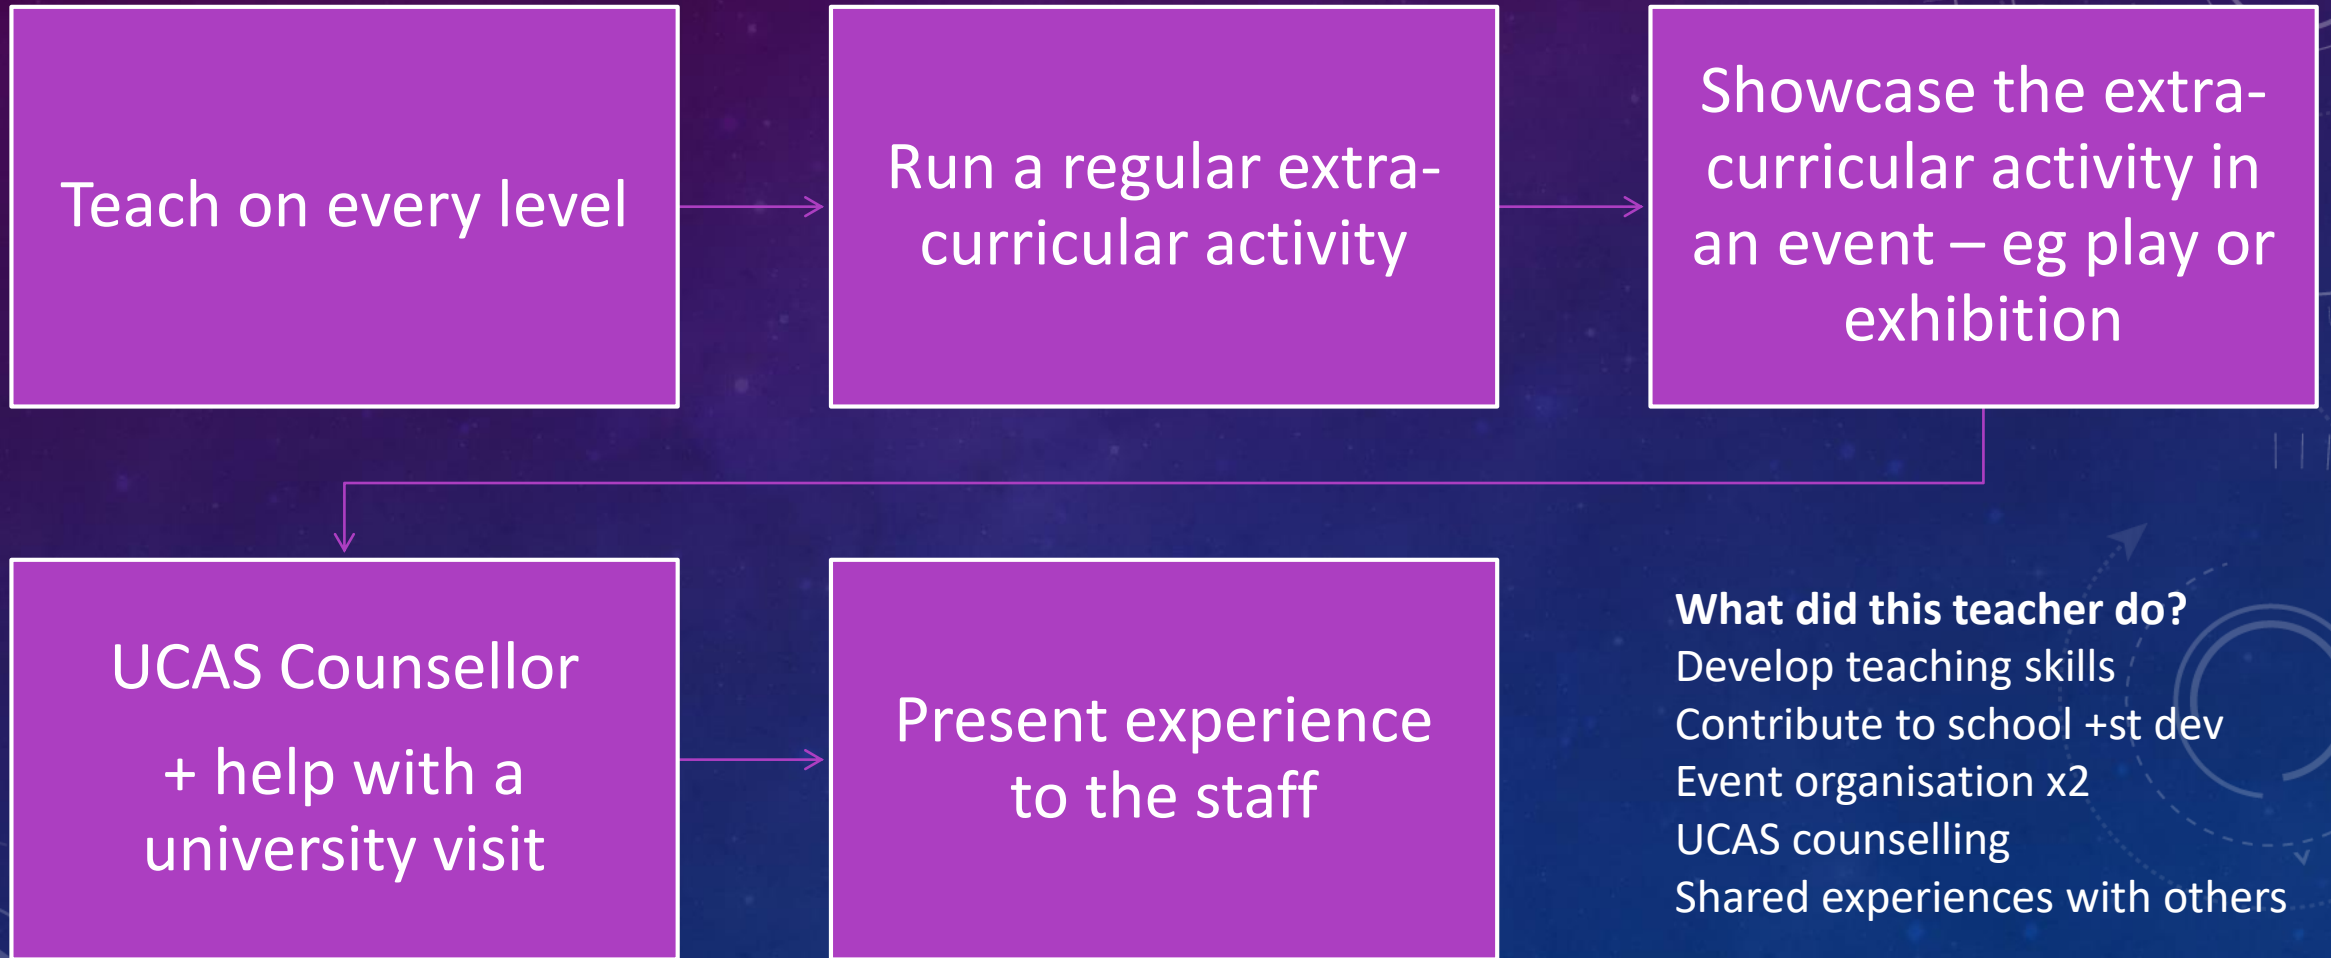 Teach on every level
Run a regular extra-
curricular activity
Showcase the extra-
curricular activity in
an event – eg play or
exhibition
UCAS Counsellor
+ help with a
university visit
Present experience
to the staff
What did this teacher do?
Develop teaching skills
Contribute to school +st dev
Event organisation x2
UCAS counselling
Shared experiences with others